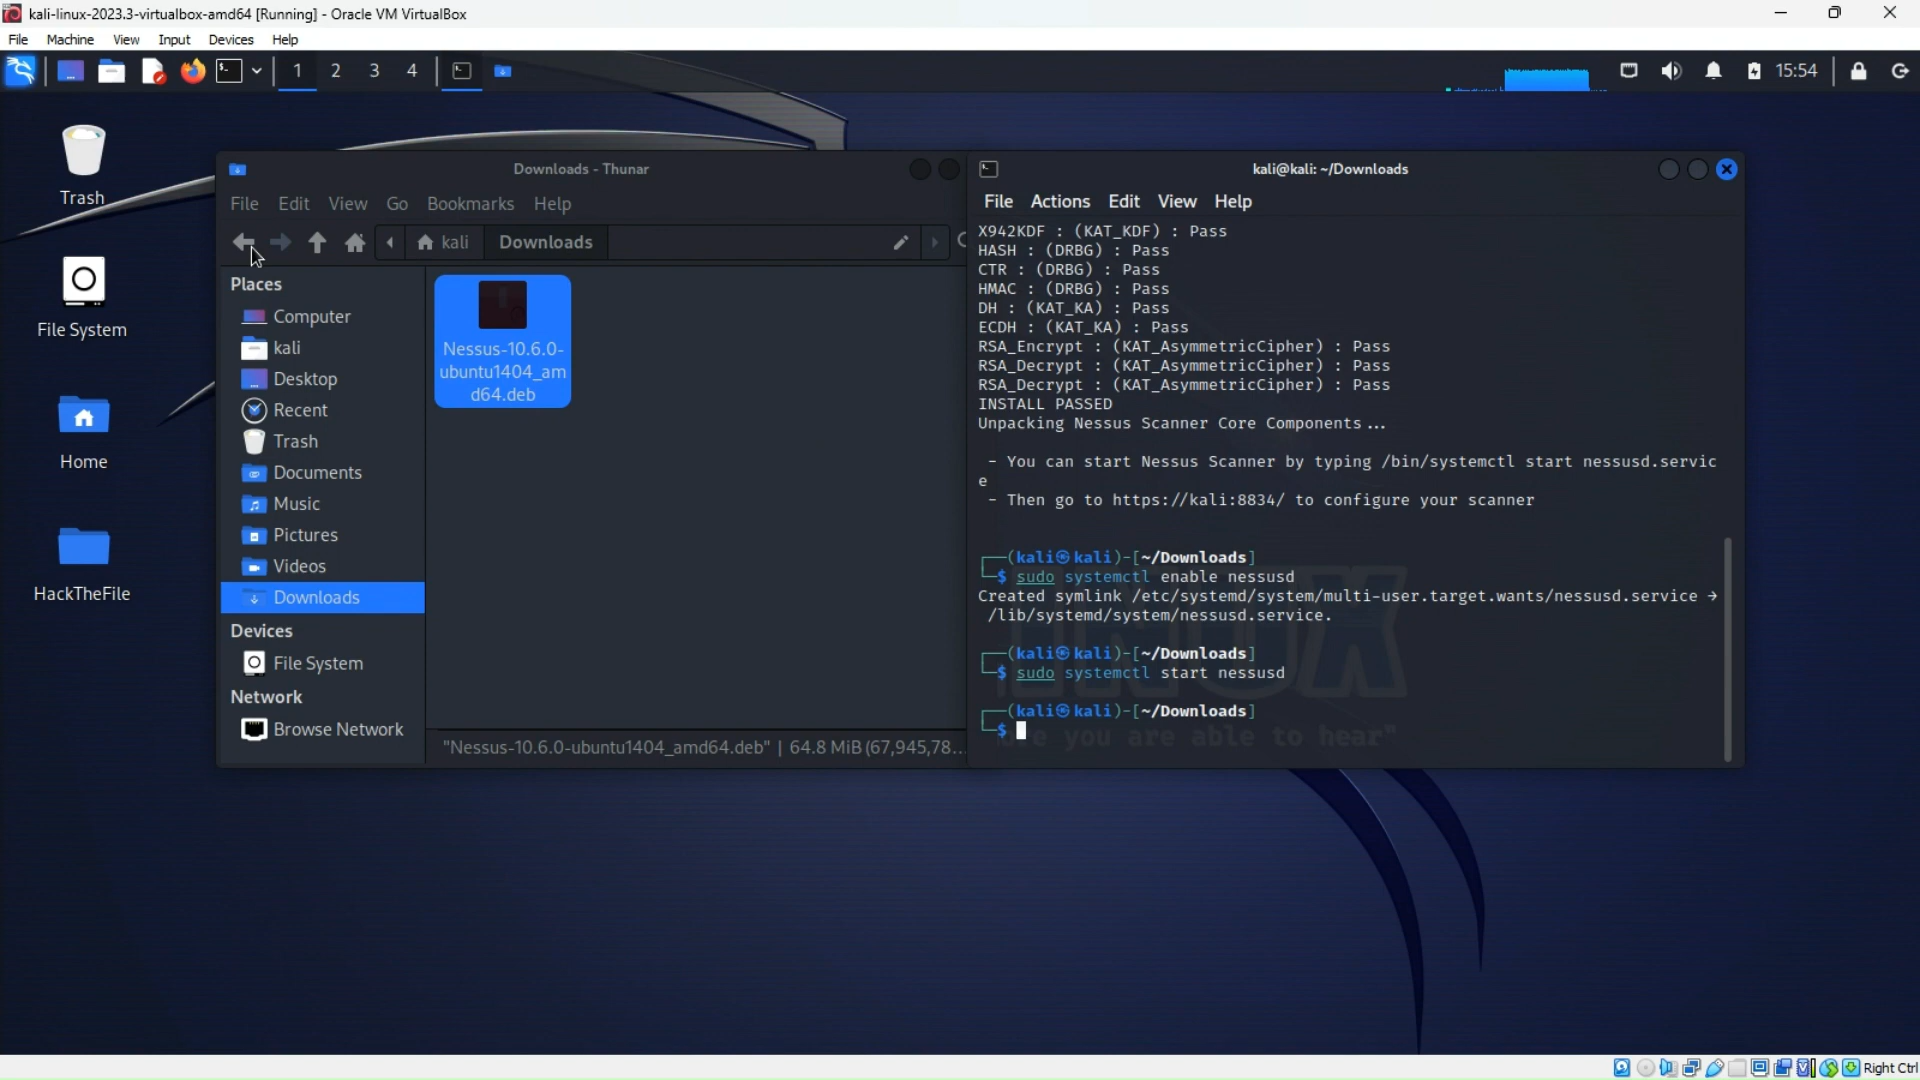 kali-linux-2023.3-virtualbox-amd64 [Running] - Oracle VM VirtualBox
File Machine View Input Devices Help
1 2 3 4
15:54
Trash
File System
Home
HackTheFile
Downloads - Thunar
File Edit View Go Bookmarks Help
kali Downloads
Places
Computer
kali
Desktop
Recent
Trash
Documents
Music
Pictures
Videos
Downloads
Devices
File System
Network
Browse Network
Nessus-10.6.0-
ubuntu1404_am
d64.deb
"Nessus-10.6.0-ubuntu1404_amd64.deb" | 64.8 MiB (67,945,78...
kali@kali: ~/Downloads
File Actions Edit View Help
X942KDF : (KAT_KDF) : Pass
HASH : (DRBG) : Pass
CTR : (DRBG) : Pass
HMAC : (DRBG) : Pass
DH : (KAT_KA) : Pass
ECDH : (KAT_KA) : Pass
RSA_Encrypt : (KAT_AsymmetricCipher) : Pass
RSA_Decrypt : (KAT_AsymmetricCipher) : Pass
RSA_Decrypt : (KAT_AsymmetricCipher) : Pass
INSTALL PASSED
Unpacking Nessus Scanner Core Components ...
- You can start Nessus Scanner by typing /bin/systemctl start nessusd.servic
e
- Then go to https://kali:8834/ to configure your scanner
┌──(kali㉿kali)-[~/Downloads]
└─$ sudo systemctl enable nessusd
Created symlink /etc/systemd/system/multi-user.target.wants/nessusd.service →
/lib/systemd/system/nessusd.service.
┌──(kali㉿kali)-[~/Downloads]
└─$ sudo systemctl start nessusd
┌──(kali㉿kali)-[~/Downloads]
└─$
you are able to hear"
Right Ctrl